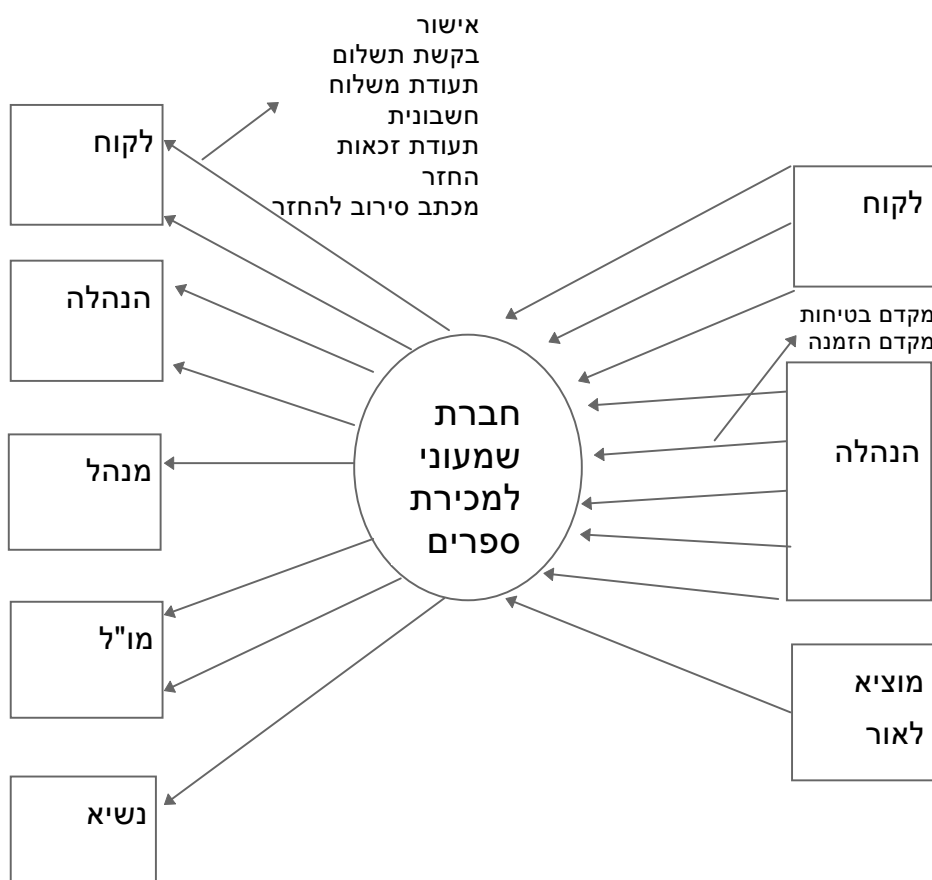 אישור
בקשת תשלום
תעודת משלוח
חשבונית
תעודת זכאות
החזר
מכתב סירוב להחזר
לקוח
הנהלה
מנהל
מו"ל
נשיא
חברת
שמעוני
למכירת
ספרים
לקוח
מקדם בטיחות
מקדם הזמנה
הנהלה
מוציא
לאור